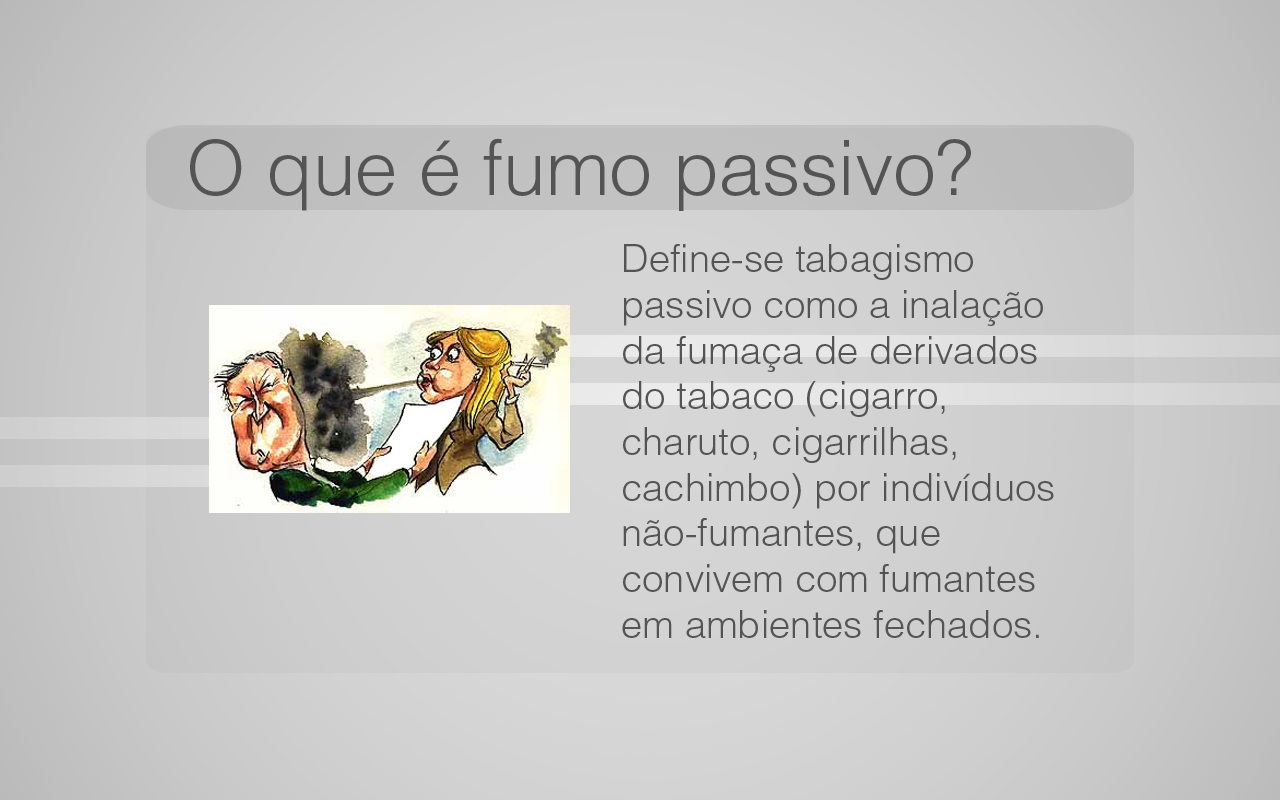 O que é fumo passivo?
Define-se tabagismo
passivo como a inalação
da fumaça de derivados
do tabaco (cigarro,
charuto, cigarrilhas,
cachimbo) por indivíduos
não-fumantes, que
convivem com fumantes
em ambientes fechados.